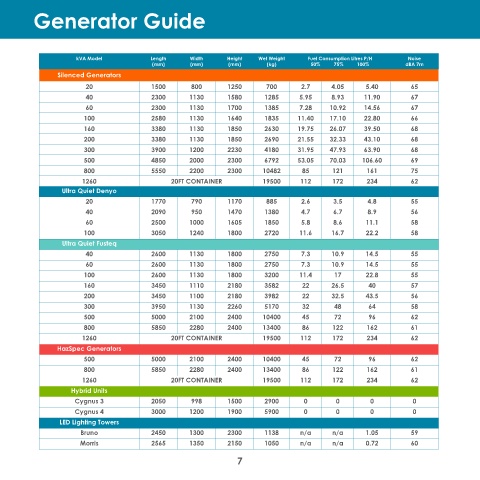 Generator Guide
kVA Model Length Width Height Wet Weight Fuel Consumption Litres P/H Noise
(mm) (mm) (mm) (kg) 50% 75% 100% dBA 7m
Silenced Generators
20 1500 800 1250 700 2.7 4.05 5.40 65
40 2300 1130 1580 1285 5.95 8.93 11.90 67
60 2300 1130 1700 1385 7.28 10.92 14.56 67
100 2580 1130 1640 1835 11.40 17.10 22.80 66
160 3380 1130 1850 2630 19.75 26.07 39.50 68
200 3380 1130 1850 2690 21.55 32.33 43.10 68
300 3900 1200 2230 4180 31.95 47.93 63.90 68
500 4850 2000 2300 6792 53.05 70.03 106.60 69
800 5550 2200 2300 10482 85 121 161 75
1260 20FT CONTAINER 19500 112 172 234 62
Ultra Quiet Denyo
20 1770 790 1170 885 2.6 3.5 4.8 55
40 2090 950 1470 1380 4.7 6.7 8.9 56
60 2500 1000 1605 1850 5.8 8.6 11.1 58
100 3050 1240 1800 2720 11.6 16.7 22.2 58
Ultra Quiet Fusteq
40 2600 1130 1800 2750 7.3 10.9 14.5 55
60 2600 1130 1800 2750 7.3 10.9 14.5 55
100 2600 1130 1800 3200 11.4 17 22.8 55
160 3450 1110 2180 3582 22 26.5 40 57
200 3450 1100 2180 3982 22 32.5 43.5 56
300 3950 1130 2260 5170 32 48 64 58
500 5000 2100 2400 10400 45 72 96 62
800 5850 2280 2400 13400 86 122 162 61
1260 20FT CONTAINER 19500 112 172 234 62
HazSpec Generators
500 5000 2100 2400 10400 45 72 96 62
800 5850 2280 2400 13400 86 122 162 61
1260 20FT CONTAINER 19500 112 172 234 62
Hybrid Units
Cygnus 3 2050 998 1500 2900 0 0 0 0
Cygnus 4 3000 1200 1900 5900 0 0 0 0
LED Lighting Towers
Bruno 2450 1300 2300 1138 n/a n/a 1.05 59
Morris 2565 1350 2150 1050 n/a n/a 0.72 60
7